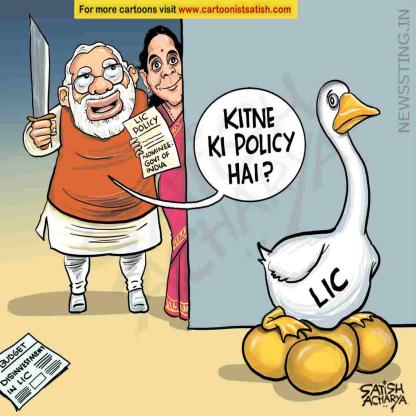 For more cartoons visit www.cartoonistsatish.com
NEWSSTING.IN
LIC
POLICY
NOMINEE-
GOVT OF
INDIA
KITNE
KI POLICY
HAI?
LIC
BUDGET
DISINVESTMENT
IN LIC
SATISH
ACHARYA